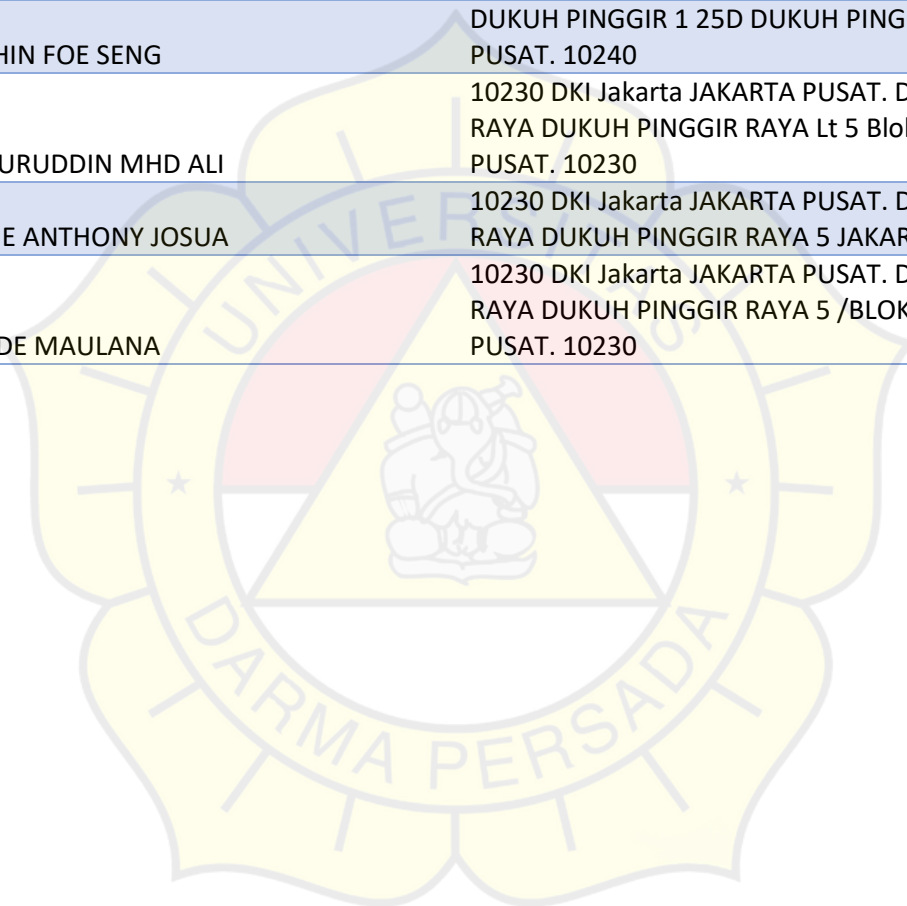 DUKUH PINGGIR 1 25D DUKUH PING
HIN FOE SENG PUSAT. 10240
10230 DKI Jakarta JAKARTA PUSAT. D
RAYA DUKUH PINGGIR RAYA Lt 5 Blo
URUDDIN MHD ALI PUSAT. 10230
10230 DKI Jakarta JAKARTA PUSAT. D
E ANTHONY JOSUA RAYA DUKUH PINGGIR RAYA 5 JAKAR
10230 DKI Jakarta JAKARTA PUSAT. D
RAYA DUKUH PINGGIR RAYA 5 /BLOK
DE MAULANA PUSAT. 10230
UNIVERSITAS
DARMA PERSADA